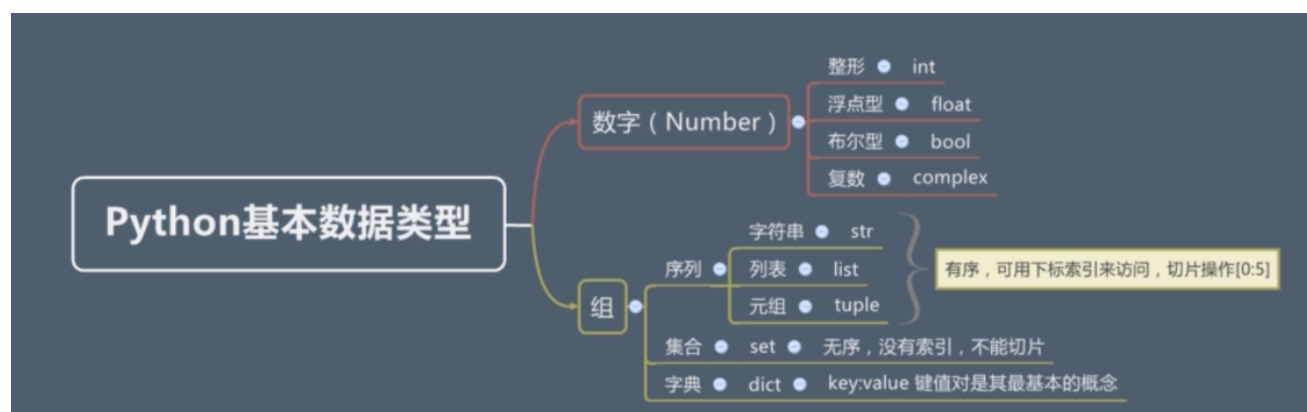 Python基本数据类型
数字（Number）
整形 int
浮点型 float
布尔型 bool
复数 complex
组
序列
字符串 str
列表 list
元组 tuple
有序，可用下标索引来访问，切片操作[0:5]
集合 set 无序，没有索引，不能切片
字典 dict key:value 键值对是其最基本的概念